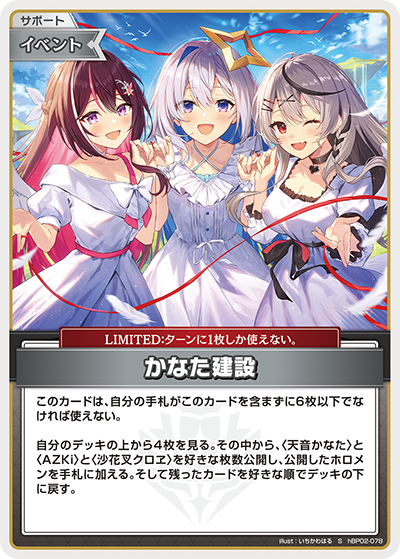 サポート
イベント
LIMITED:ターンに1枚しか使えない。
かなた建設
このカードは、自分の手札がこのカードを含まずに6枚以下でな
ければ使えない。
自分のデッキの上から4枚を見る。その中から、〈天音かなた〉と
〈AZKi〉と〈沙花叉クロヱ〉を好きな枚数公開し、公開したホロメ
ンを手札に加える。そして残ったカードを好きな順でデッキの下
に戻す。
illust：いちかわはる S hBP02-078